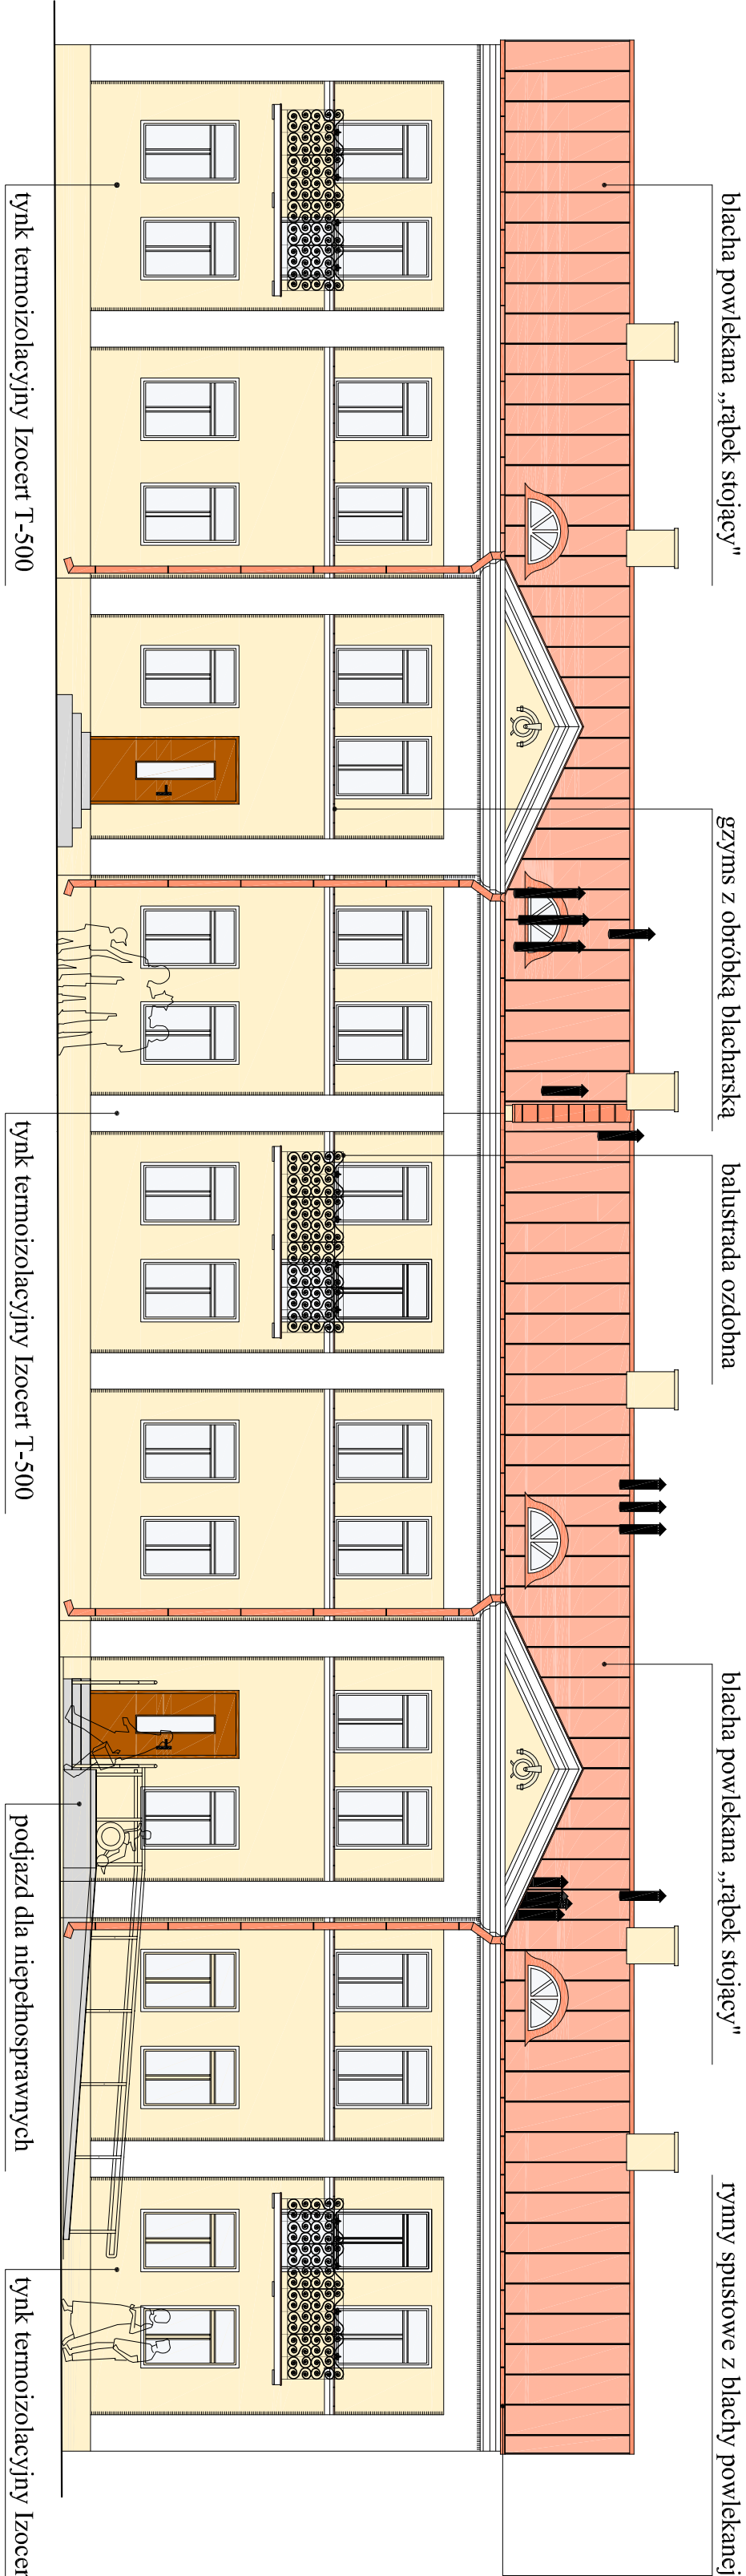 blacha powlekana ,,rąbek stojący"
gzyms z obróbką blacharską
balustrada ozdobna
blacha powlekana ,,rąbek stojący"
rynny spustowe z blachy powlekanej
tynk termoizolacyjny Izocert T-500
tynk termoizolacyjny Izocert T-500
podjazd dla niepełnosprawnych
tynk termoizolacyjny Izocer